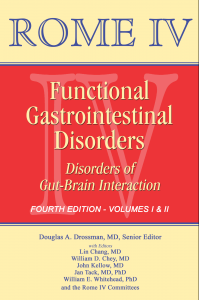 ROME IV
IV
Functional
Gastrointestinal
Disorders
Disorders of
Gut-Brain Interaction
FOURTH EDITION - VOLUMES I & II
Douglas A. Drossman, MD, Senior Editor
with Editors
Lin Chang, MD
William D. Chey, MD
John Kellow, MD
Jan Tack, MD, PhD
William E. Whitehead, PhD
and the Rome IV Committees